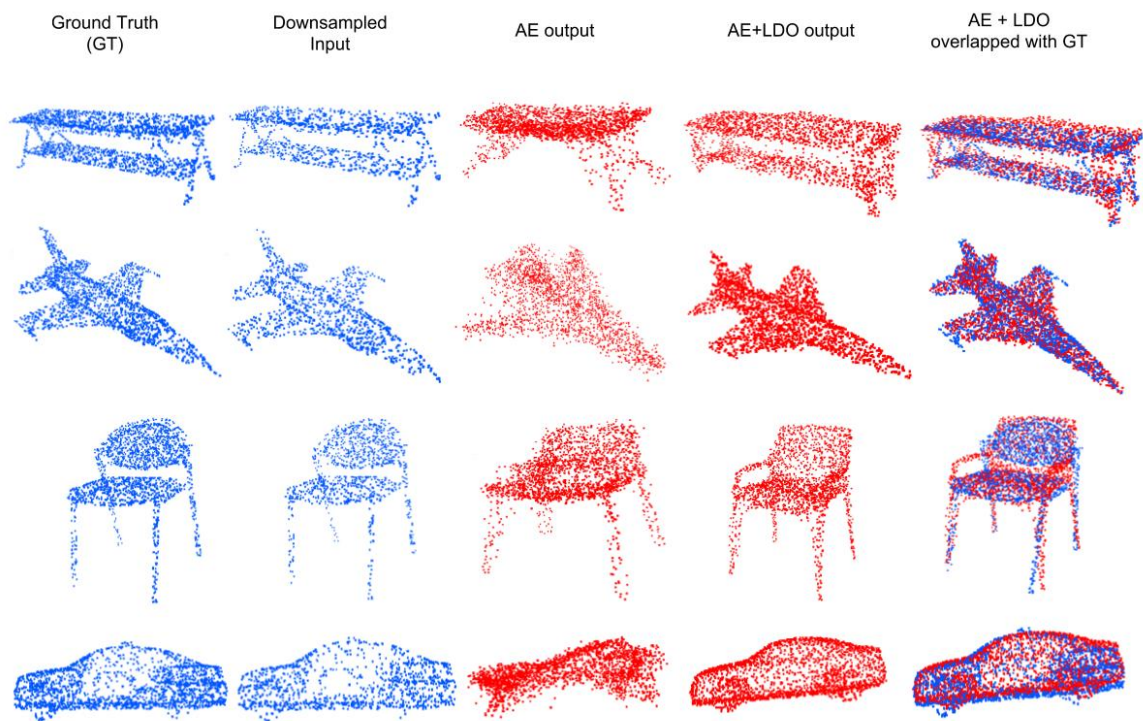 Ground Truth
(GT)
Downsampled
Input
AE output
AE+LDO output
AE + LDO
overlapped with GT